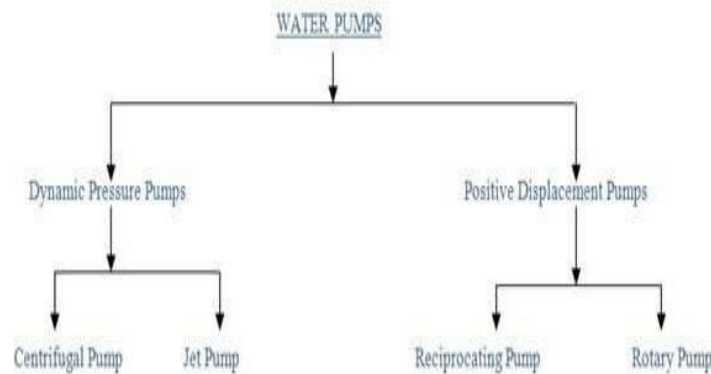 WATER PUMPS
Dynamic Pressure Pumps
Positive Displacement Pumps
Centrifugal Pump
Jet Pump
Reciprocating Pump
Rotary Pump